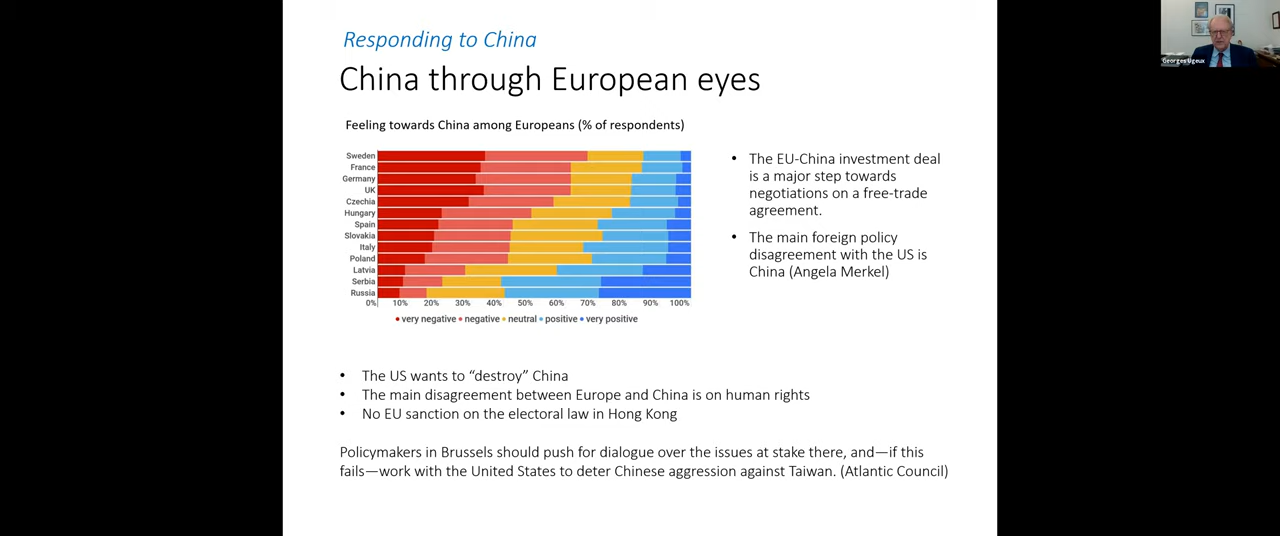 Responding to China
China through European eyes
Feeling towards China among Europeans (% of respondents)
Sweden
France
Germany
UK
Czechia
Hungary
Spain
Slovakia
Italy
Poland
Latvia
Serbia
Russia
0% 10% 20% 30% 40% 50% 60% 70% 80% 90% 100%
• very negative • negative • neutral • positive • very positive
• The EU-China investment deal
is a major step towards
negotiations on a free-trade
agreement.
• The main foreign policy
disagreement with the US is
China (Angela Merkel)
• The US wants to “destroy” China
• The main disagreement between Europe and China is on human rights
• No EU sanction on the electoral law in Hong Kong
Policymakers in Brussels should push for dialogue over the issues at stake there, and—if this
fails—work with the United States to deter Chinese aggression against Taiwan. (Atlantic Council)
Georges Ugeux